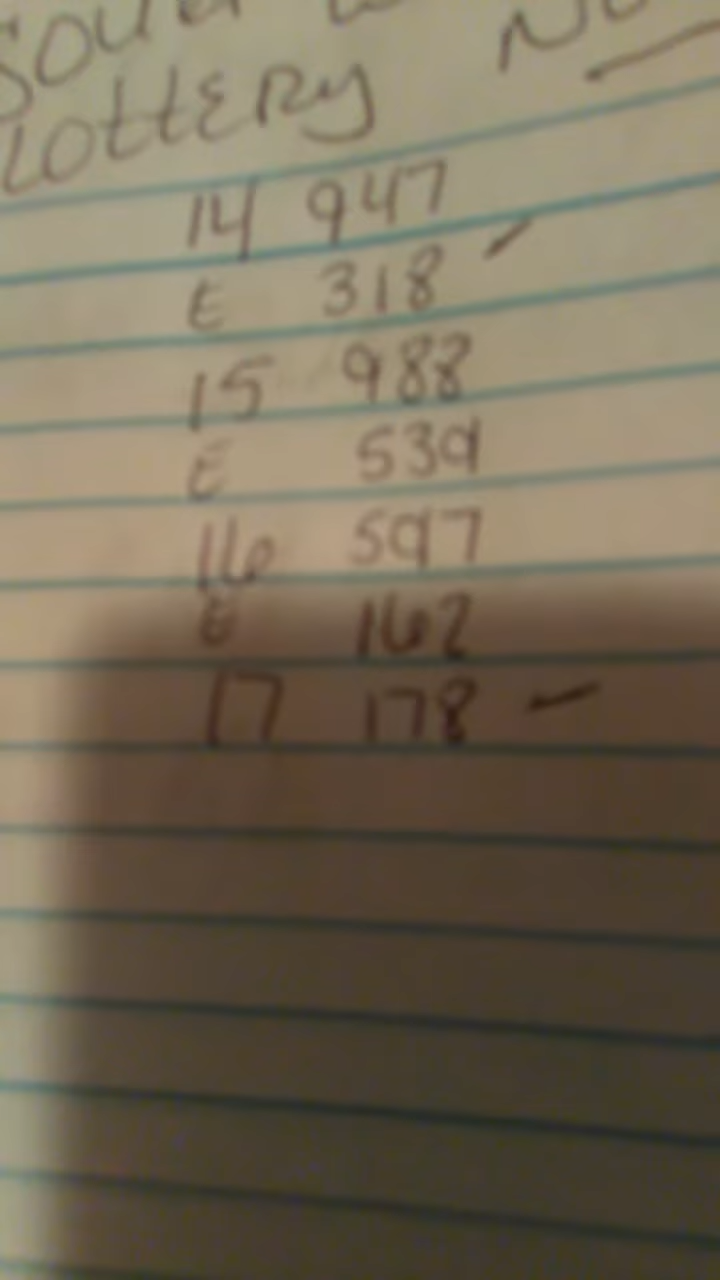 Lottery
14 947
E 318 -
15 988
E 539
16 597
E 162
17 178 -